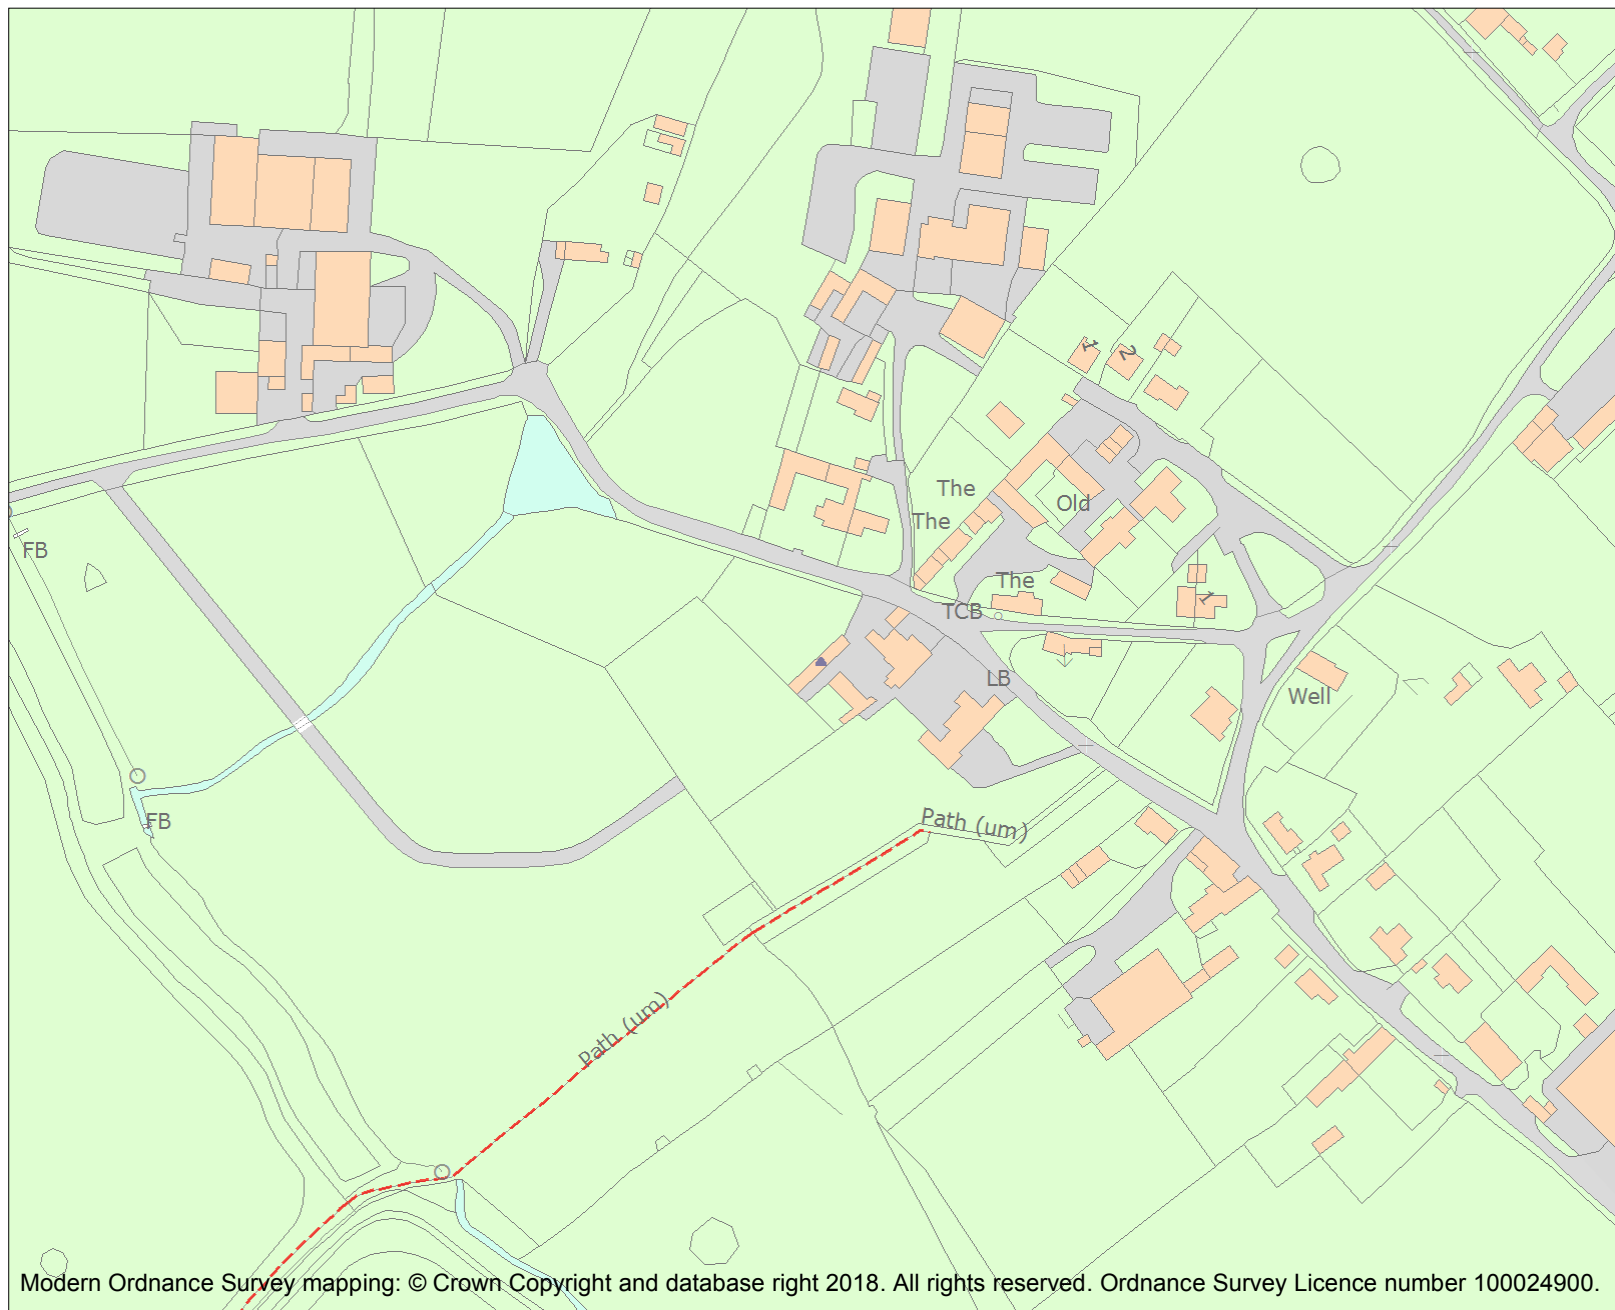 1
2
The
Old
The
FB
The
1
TCB
LB
Well
Path (um)
FB
Path (um)
Modern Ordnance Survey mapping: © Crown Copyright and database right 2018. All rights reserved. Ordnance Survey Licence number 100024900.